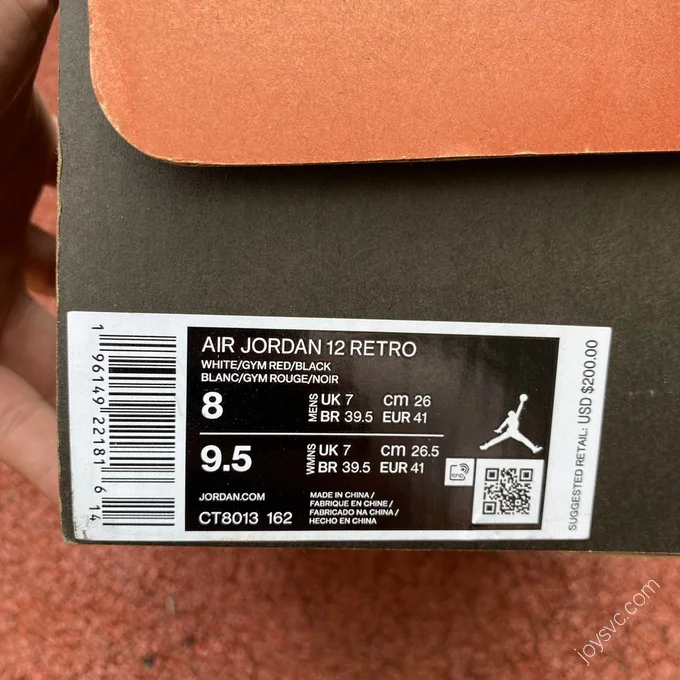 AIR JORDAN 12 RETRO
WHITE/GYM RED/BLACK
BLANC/GYM ROUGE/NOIR
8 MENS UK 7 cm 26
BR 39.5 EUR 41
9.5 WMNS UK 7 cm 26.5
BR 39.5 EUR 41
RFID
JORDAN.COM
CT8013 162
MADE IN CHINA /
FABRIQUE EN CHINE /
FABRICADO NA CHINA /
HECHO EN CHINA
1 96149 22181 6 14
SUGGESTED RETAIL: USD $200.00
joysvc.com